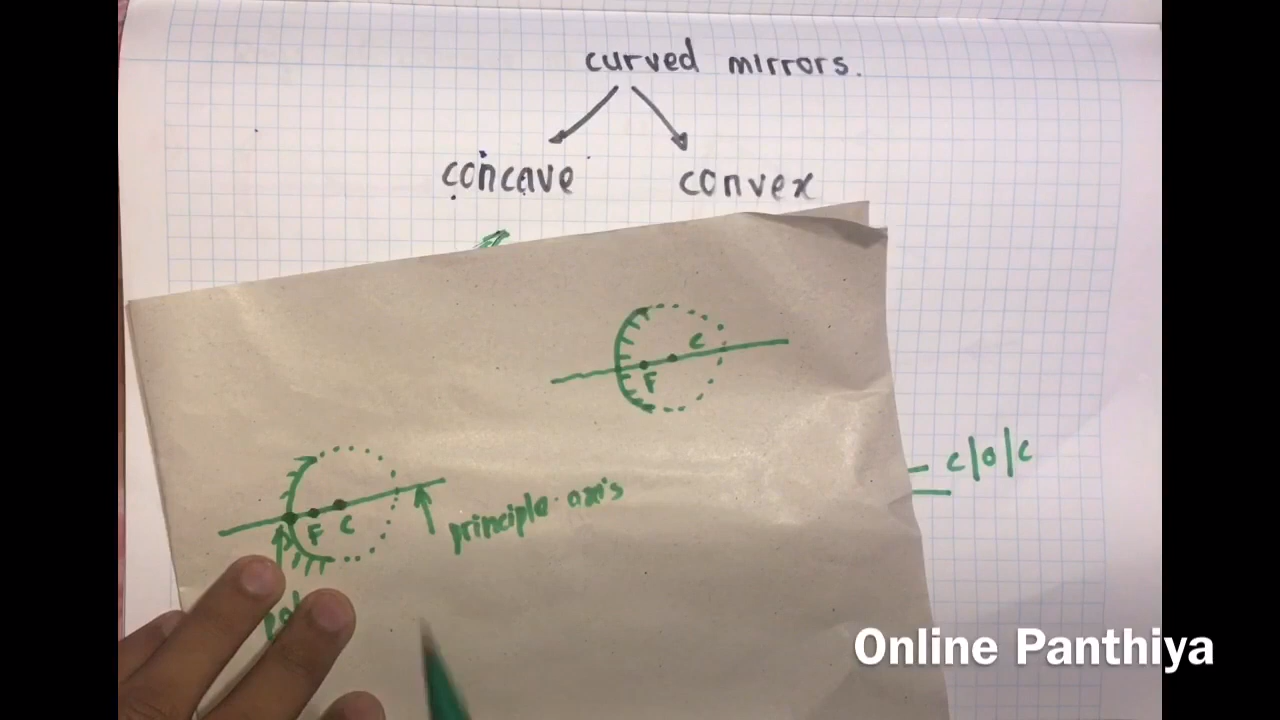 curved mirrors.
concave convex
C
F
c/o/c
F C
principle axis
Online Panthiya